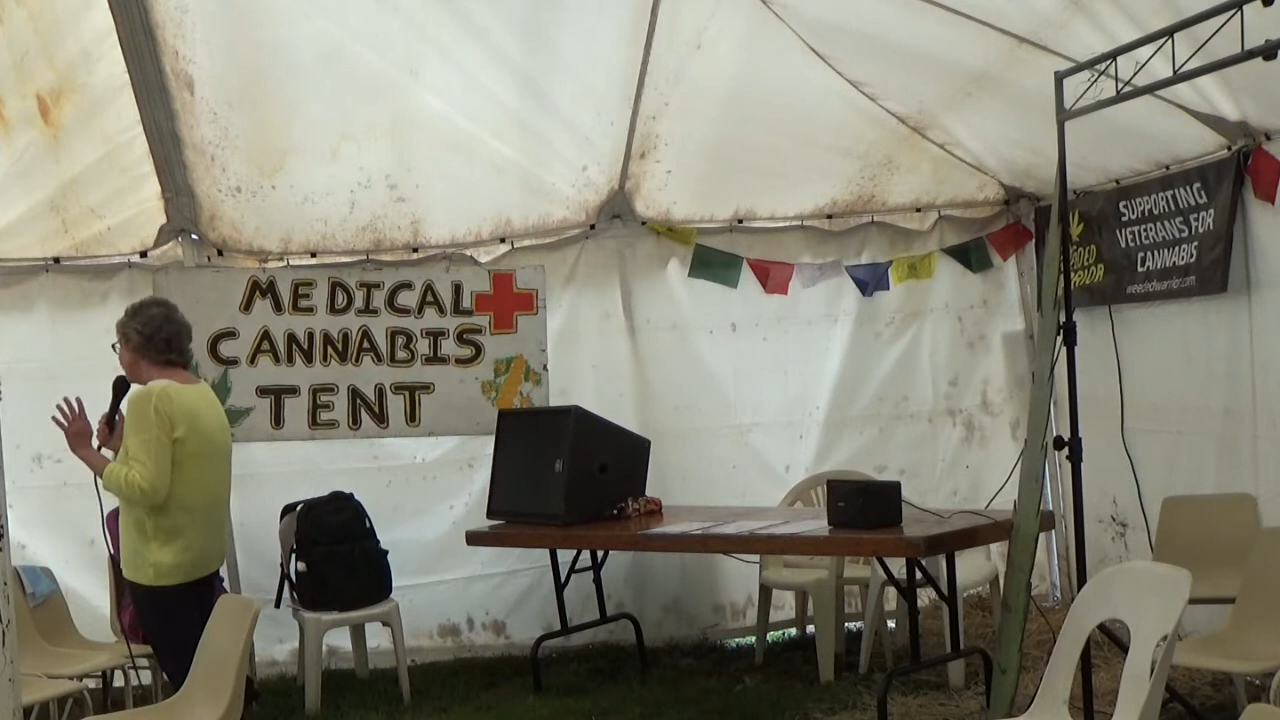 MEDICAL
CANNABIS
TENT
SUPPORTING
VETERANS FOR
CANNABIS
weededwarrior.com